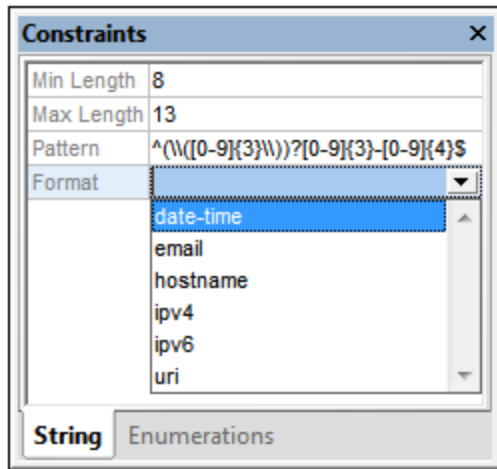 Constraints
Min Length 8
Max Length 13
Pattern ^(\\([0-9]{3}\\))?[0-9]{3}-[0-9]{4}$
Format
date-time
email
hostname
ipv4
ipv6
uri
String Enumerations